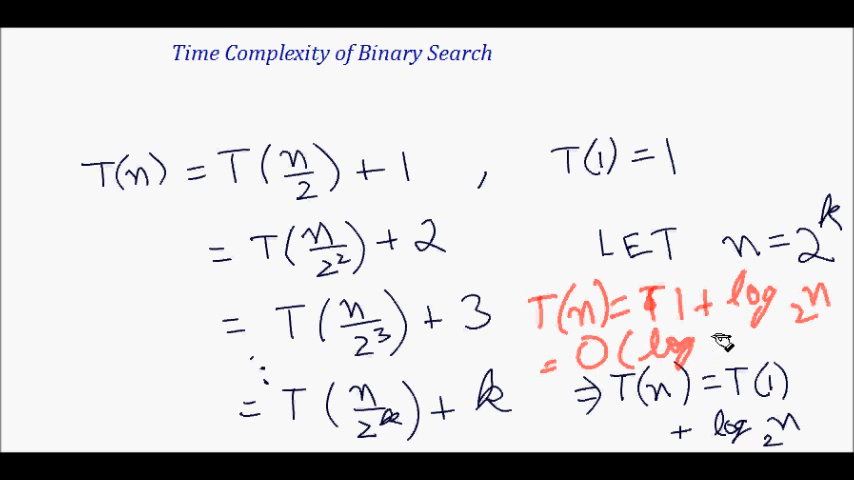 Time Complexity of Binary Search
T(n) = T(n/2) + 1 , T(1) = 1
= T(n/2²) + 2 LET n = 2^k
= T(n/2³) + 3 T(n) = 1 + log₂n
⋮ = O(log
= T(n/2^k) + k ⇒ T(n) = T(1)
+ log₂n